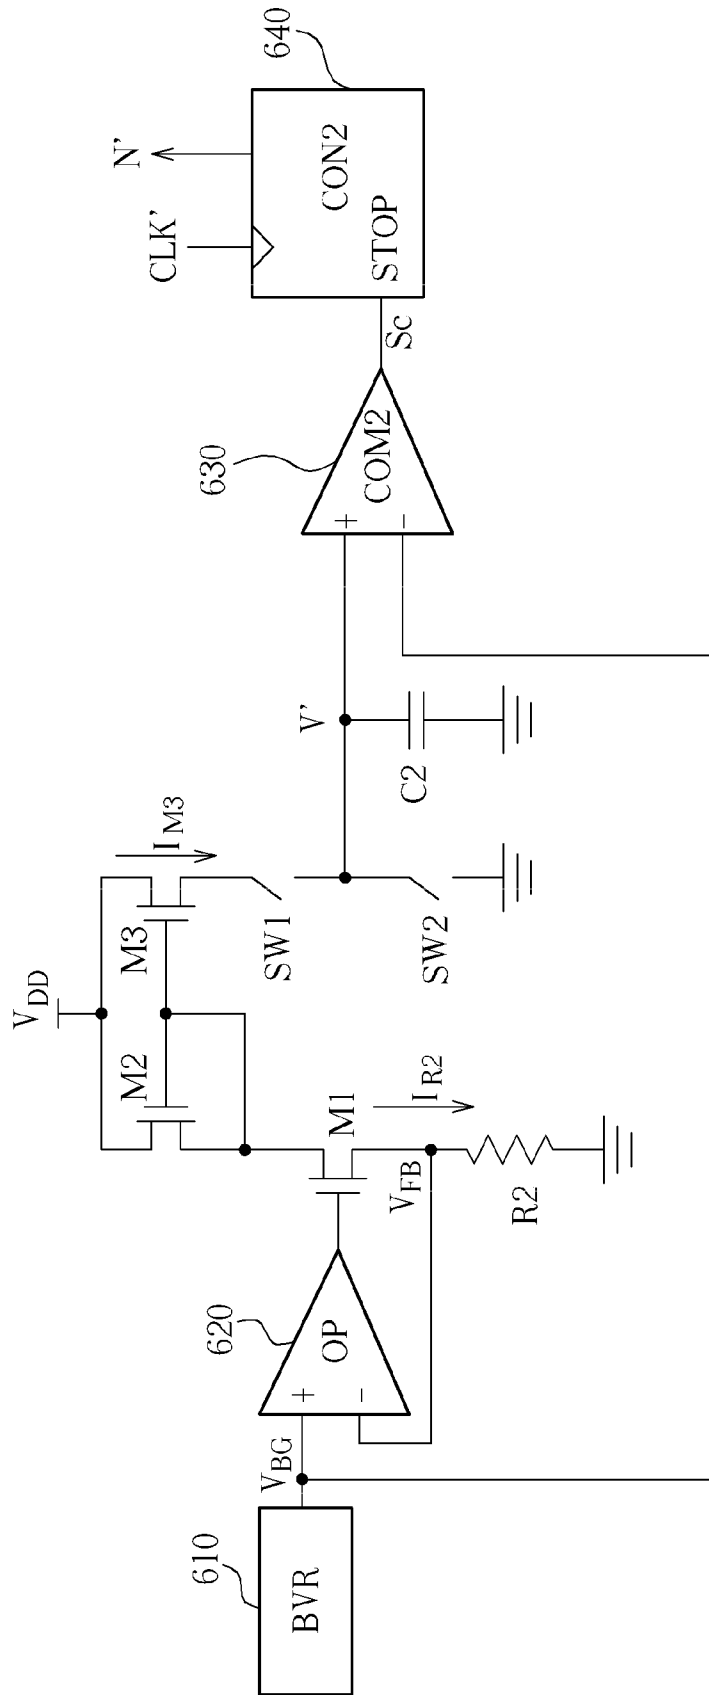 610
BVR
V_BG
620
+
−
OP
V_FB
R2
I_R2
M1
M2
V_DD
M3
I_M3
SW1
SW2
V'
C2
630
+
−
COM2
Sc
CLK'
N'
STOP
CON2
640